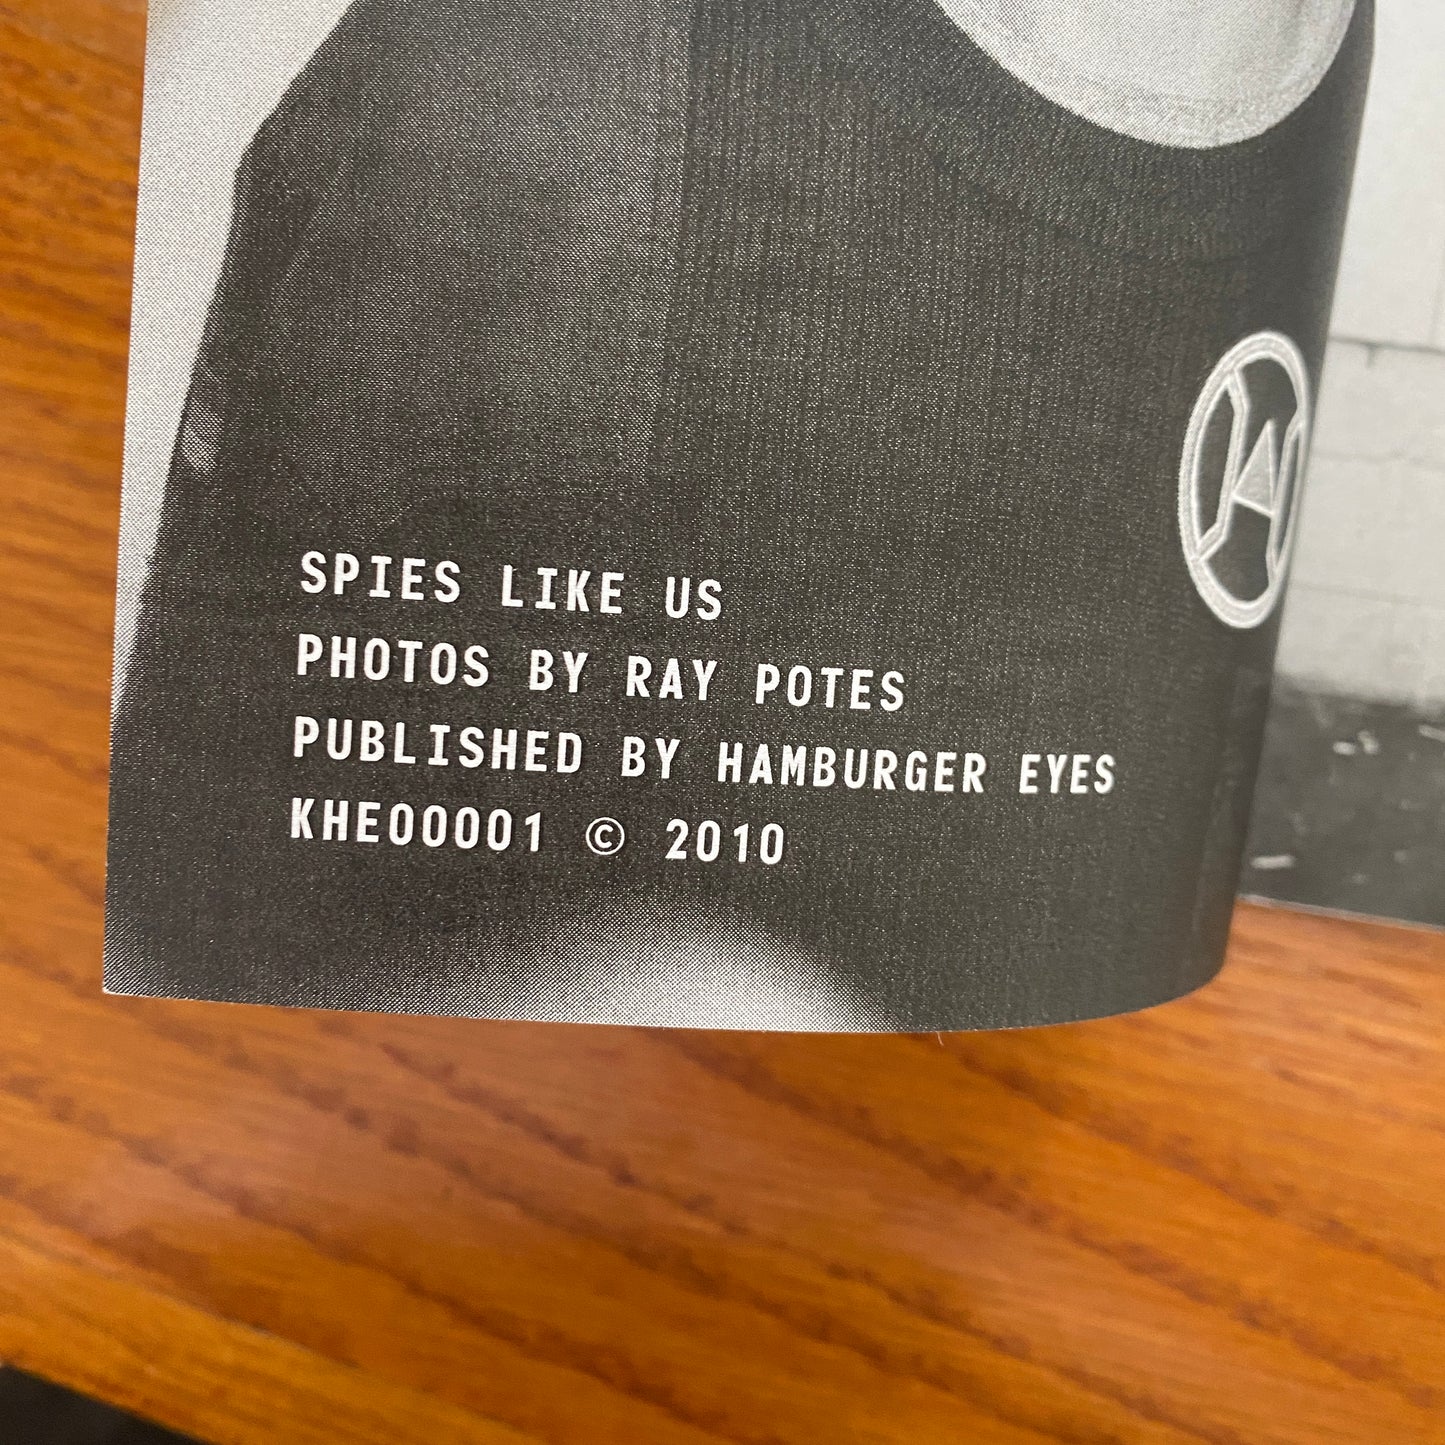 SPIES LIKE US
PHOTOS BY RAY POTES
PUBLISHED BY HAMBURGER EYES
KHE00001 © 2010